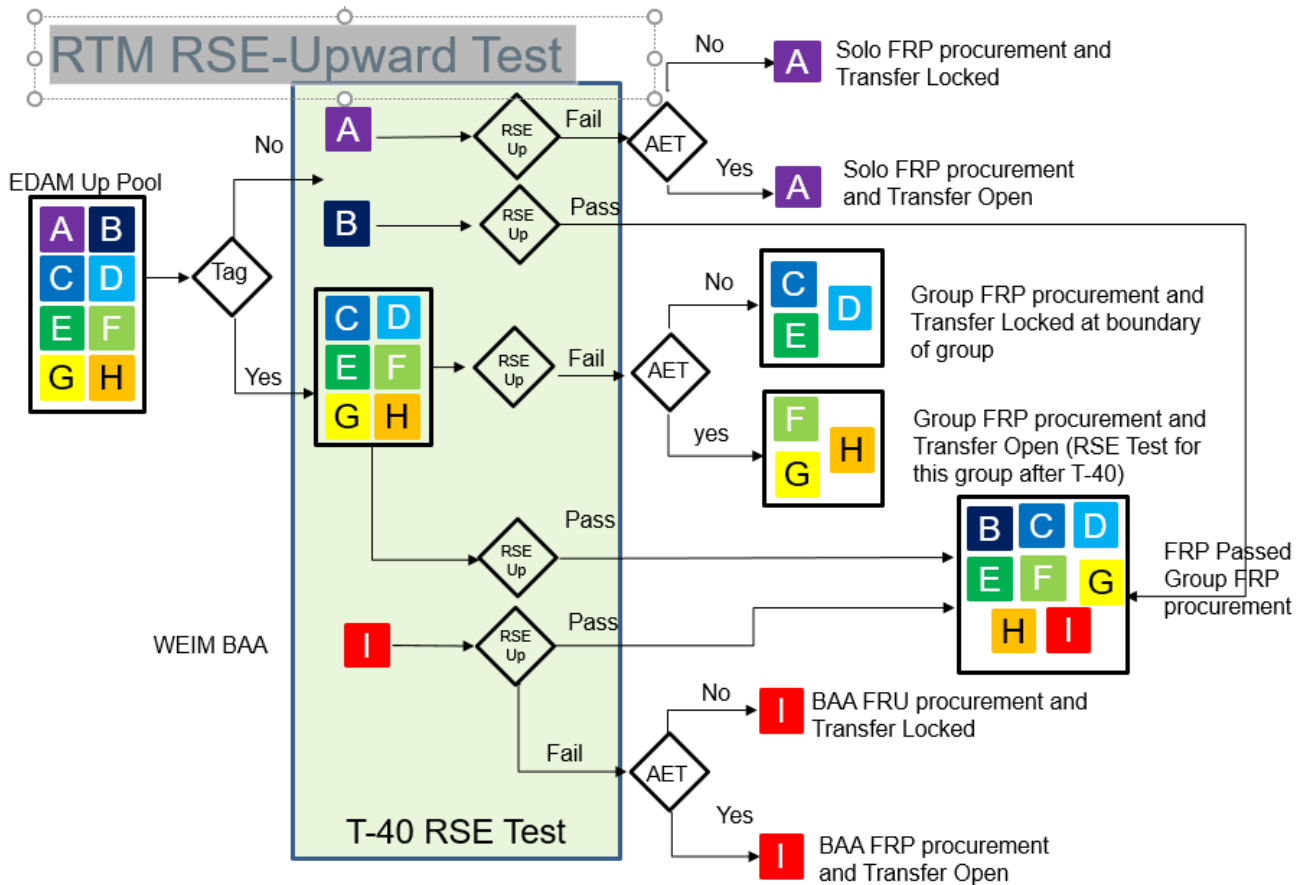 RTM RSE-Upward Test
No
A
Solo FRP procurement and
Transfer Locked
A
RSE
Up
Fail
AET
No
Yes
A
Solo FRP procurement
and Transfer Open
EDAM Up Pool
A B
C D
E F
G H
Tag
B
RSE
Up
Pass
Yes
C D
E F
G H
RSE
Up
Fail
AET
No
C
D
E
Group FRP procurement and
Transfer Locked at boundary
of group
yes
F
H
G
Group FRP procurement and
Transfer Open (RSE Test for
this group after T-40)
RSE
Up
Pass
B C D
E F G
H I
FRP Passed
Group FRP
procurement
WEIM BAA
I
RSE
Up
Pass
Fail
AET
No
I
BAA FRU procurement and
Transfer Locked
Yes
I
BAA FRP procurement
and Transfer Open
T-40 RSE Test